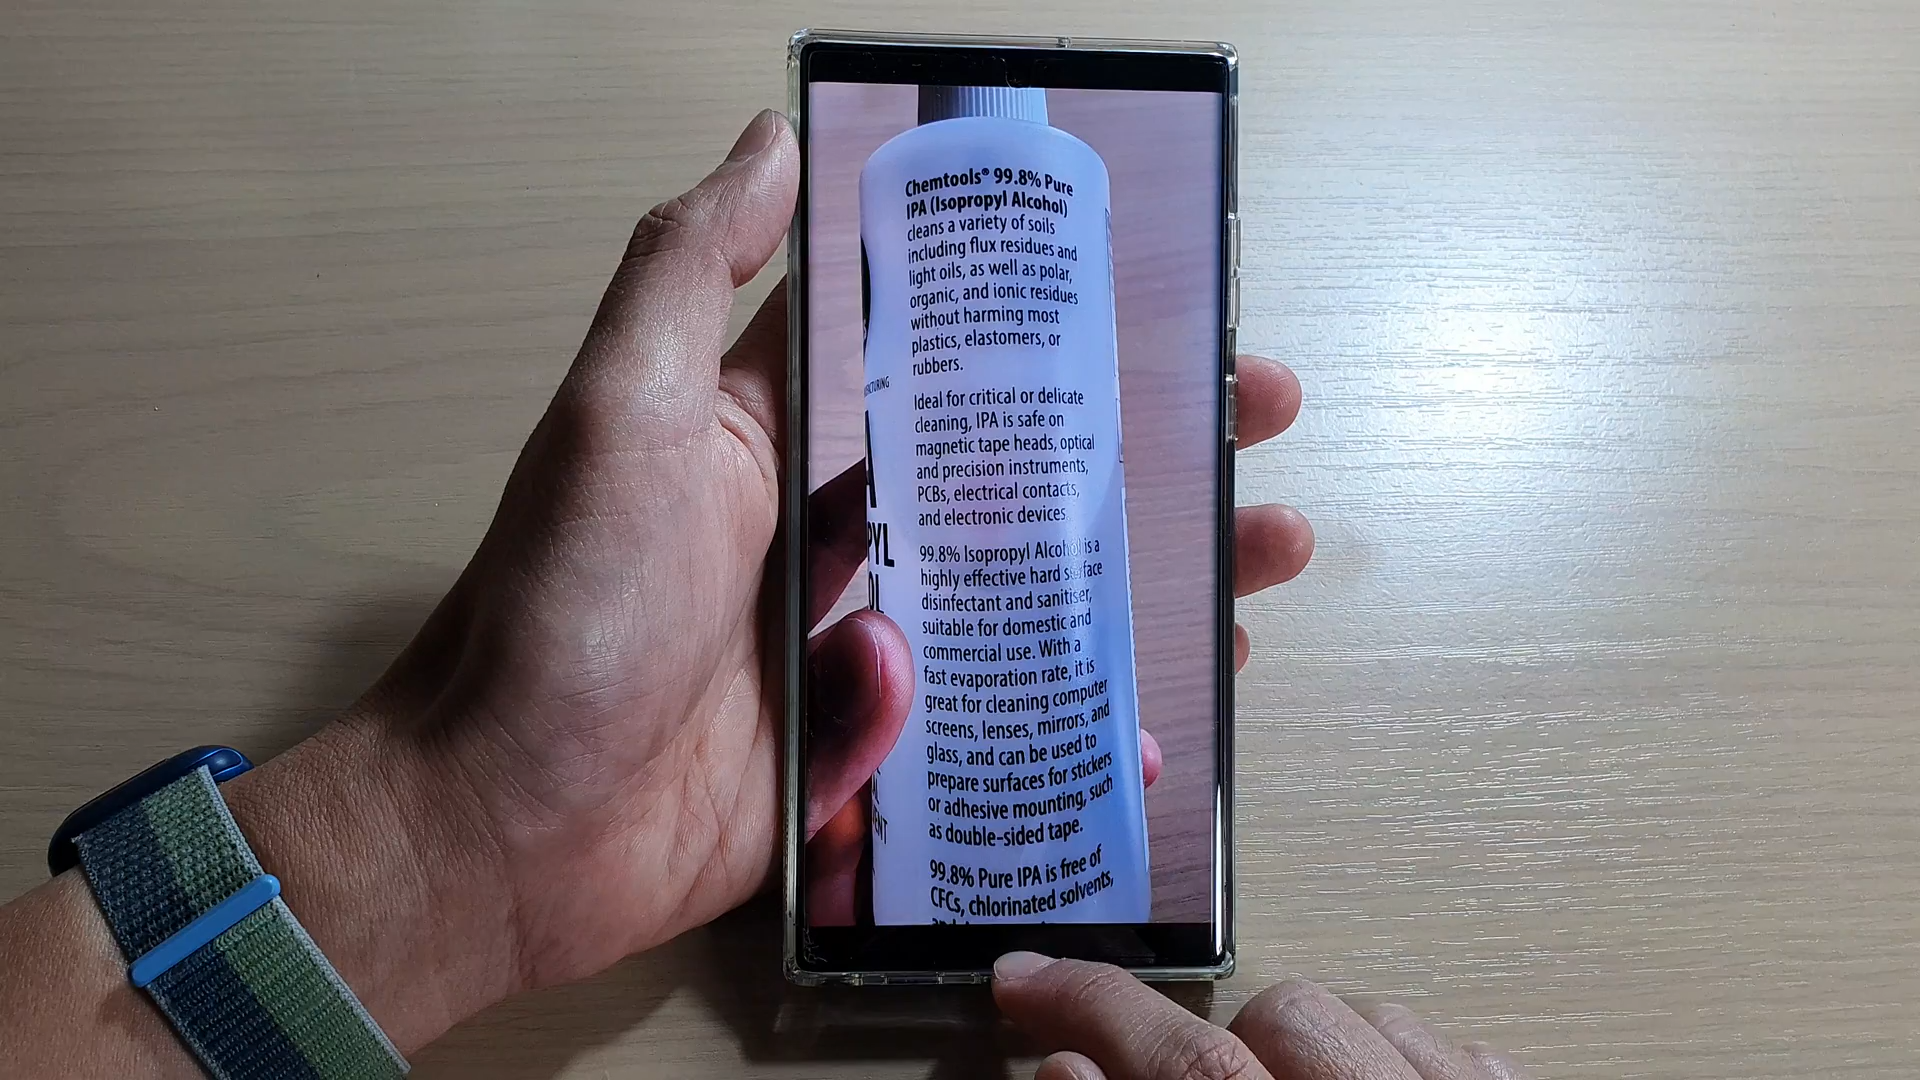 Chemtools® 99.8% Pure
IPA (Isopropyl Alcohol)
cleans a variety of soils
including flux residues and
light oils, as well as polar,
organic, and ionic residues
without harming most
plastics, elastomers, or
rubbers.
Ideal for critical or delicate
cleaning, IPA is safe on
magnetic tape heads, optical
and precision instruments,
PCBs, electrical contacts,
and electronic devices.
99.8% Isopropyl Alcohol is a
highly effective hard surface
disinfectant and sanitiser,
suitable for domestic and
commercial use. With a
fast evaporation rate, it is
great for cleaning computer
screens, lenses, mirrors, and
glass, and can be used to
prepare surfaces for stickers
or adhesive mounting, such
as double-sided tape.
99.8% Pure IPA is free of
CFCs, chlorinated solvents,